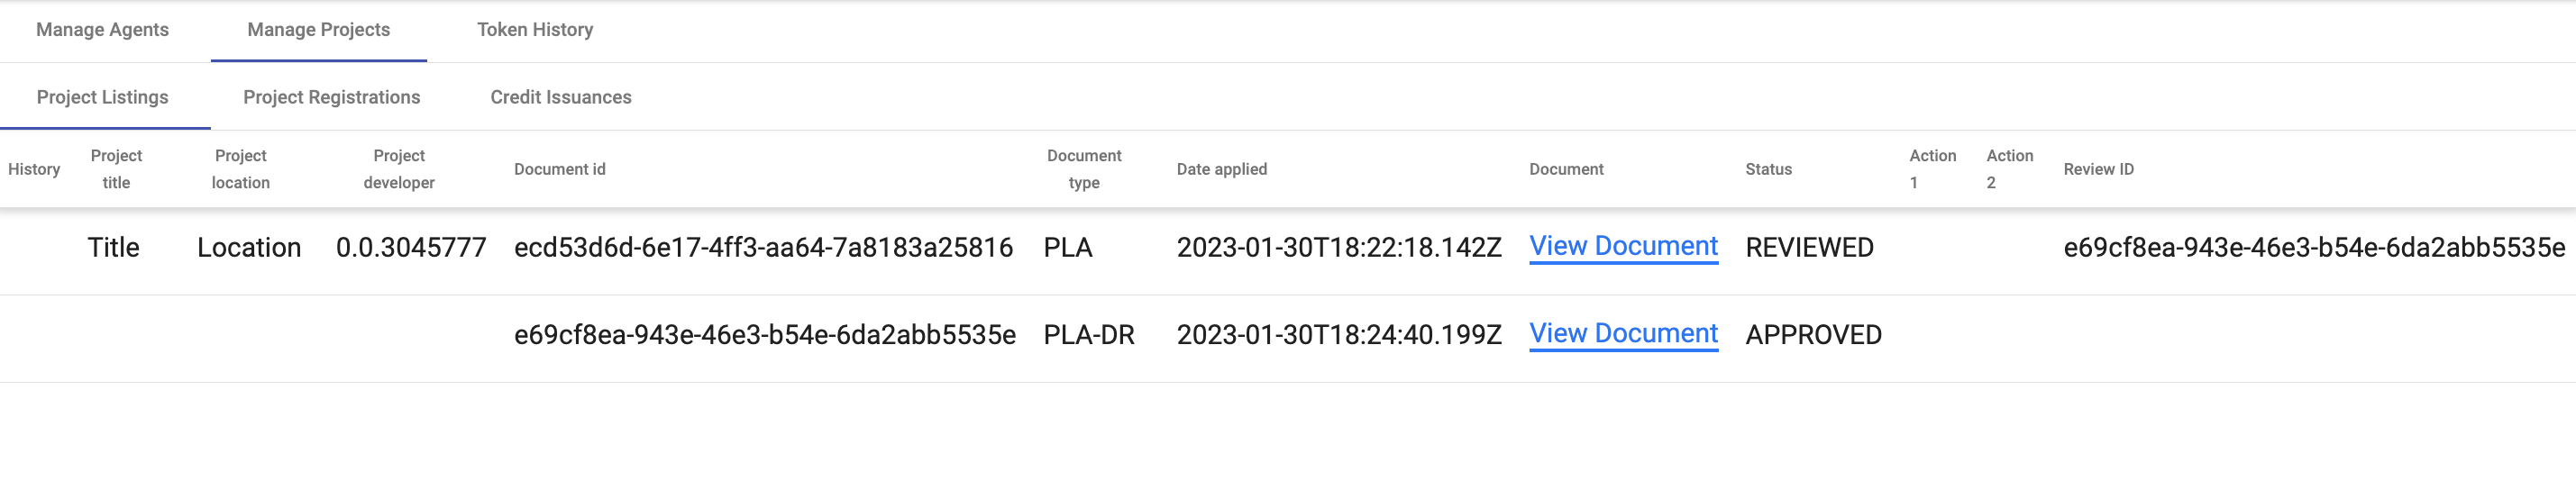 Manage Agents Manage Projects Token History
Project Listings Project Registrations Credit Issuances
History Project title Project location Project developer Document id Document type Date applied Document Status Action 1 Action 2 Review ID
Title Location 0.0.3045777 ecd53d6d-6e17-4ff3-aa64-7a8183a25816 PLA 2023-01-30T18:22:18.142Z View Document REVIEWED e69cf8ea-943e-46e3-b54e-6da2abb5535e
e69cf8ea-943e-46e3-b54e-6da2abb5535e PLA-DR 2023-01-30T18:24:40.199Z View Document APPROVED